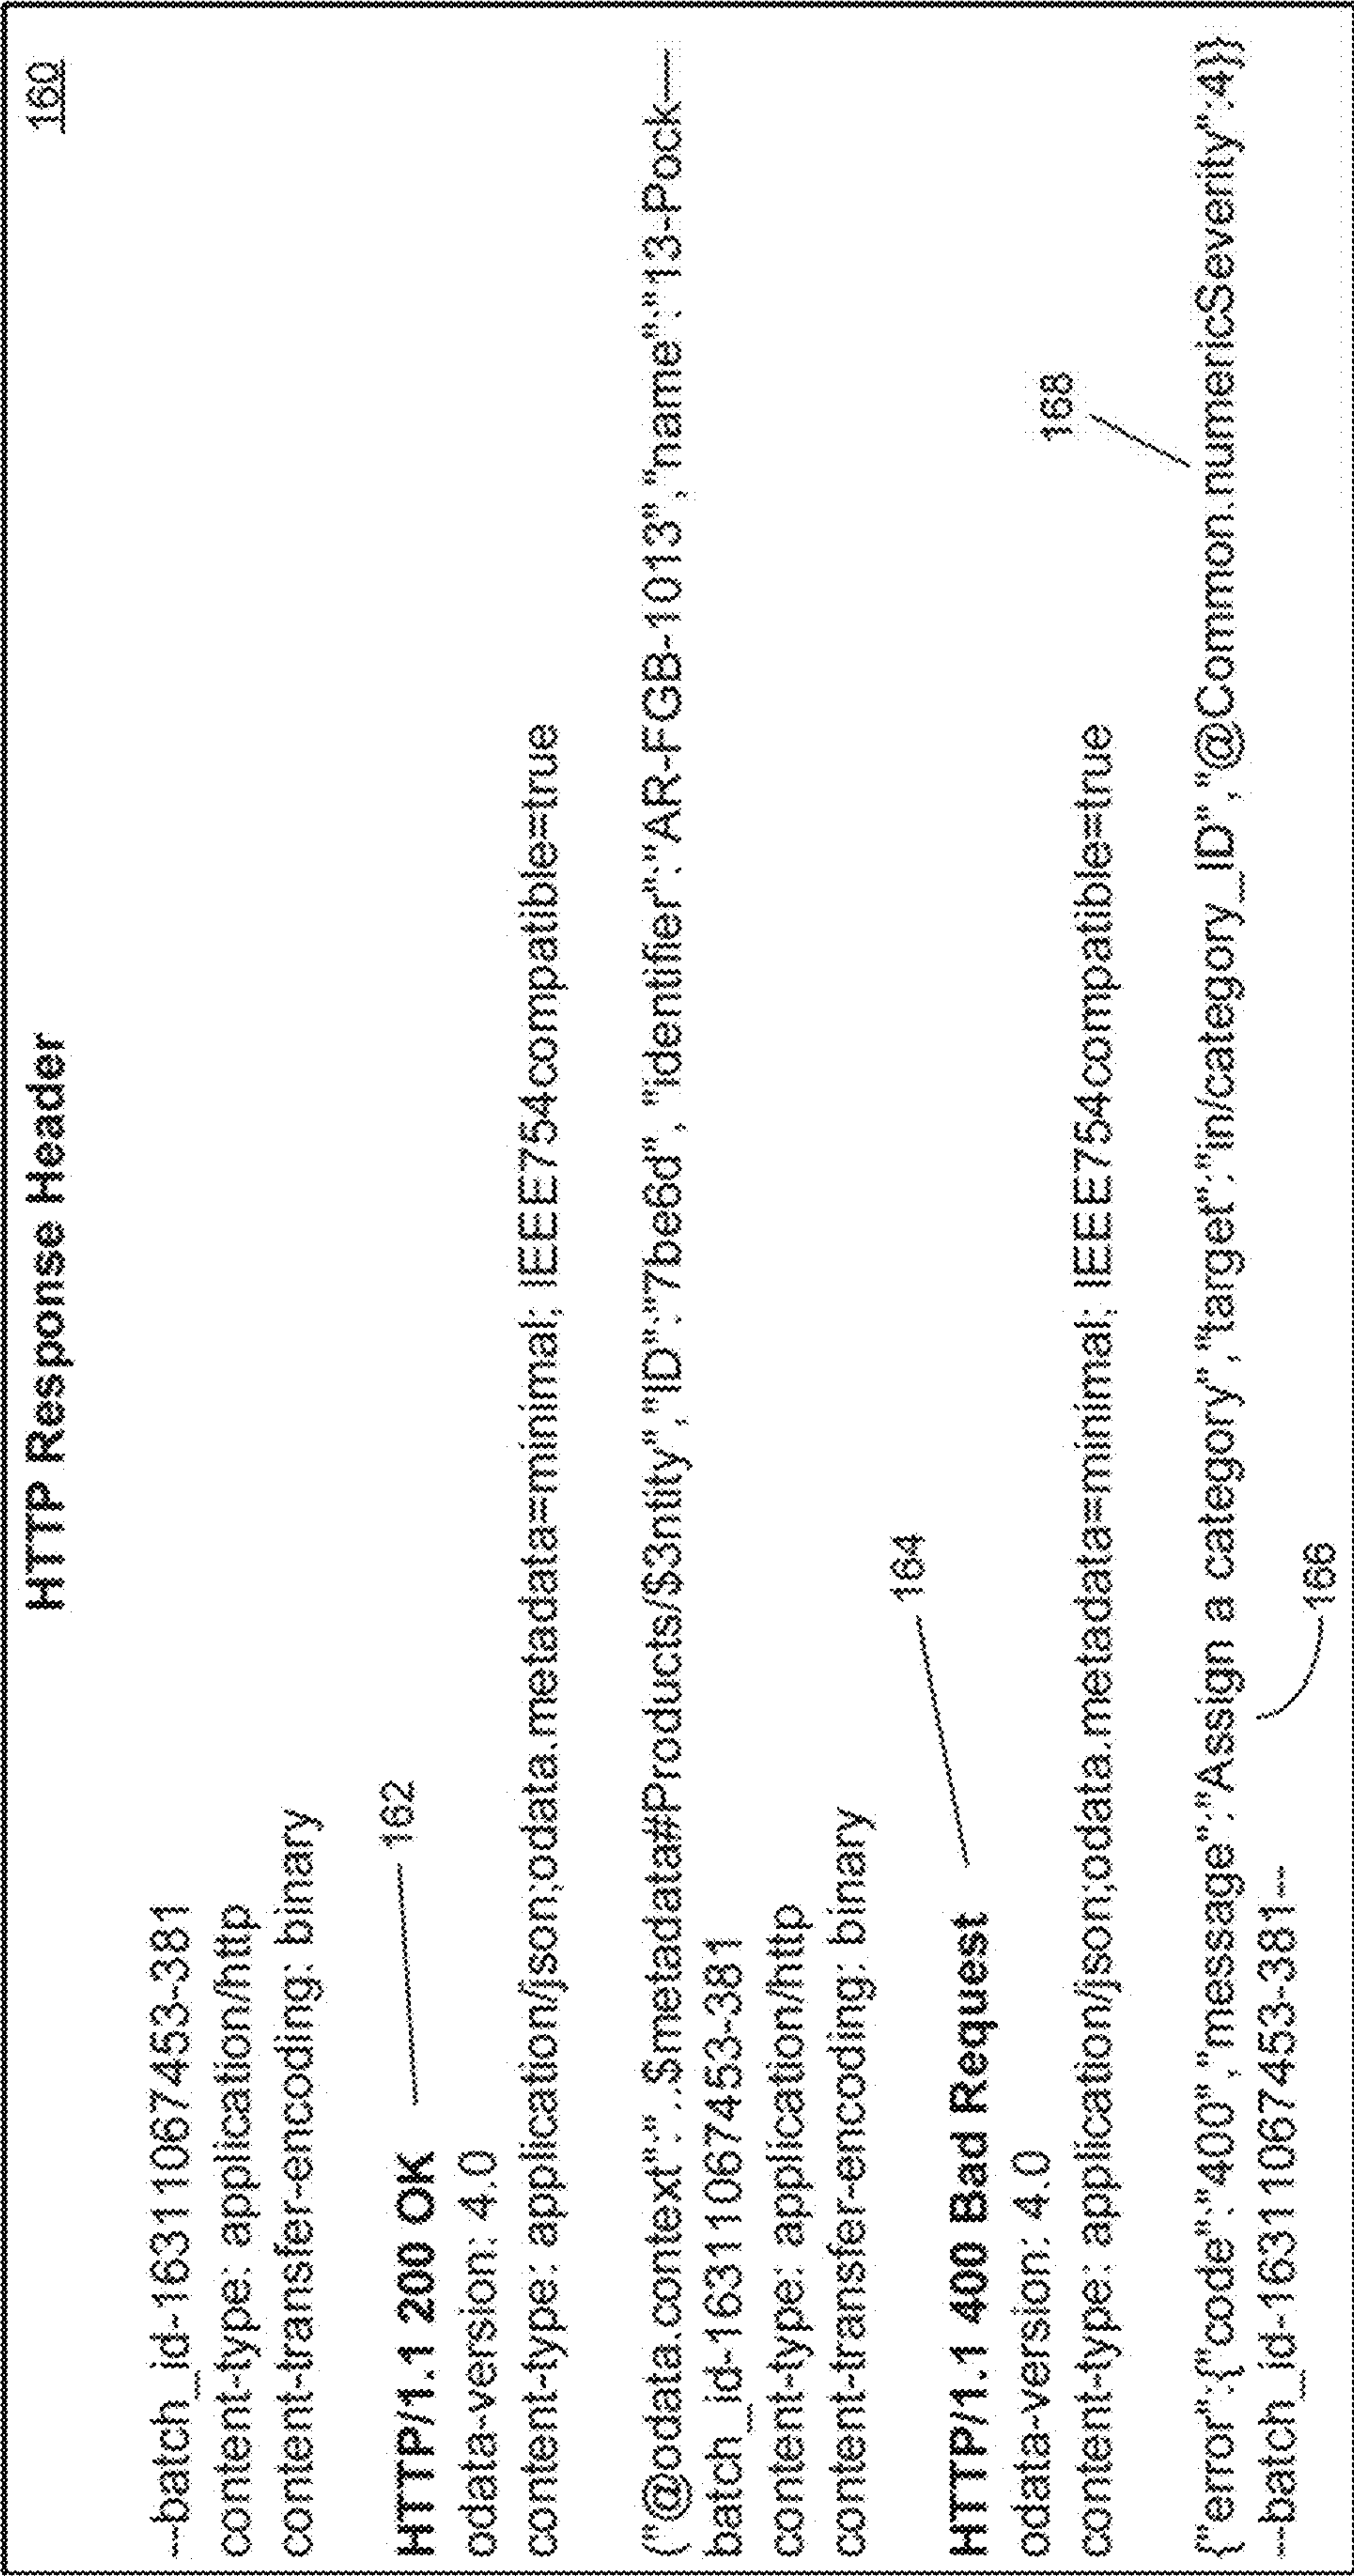 HTTP Response Header
160
---batch_id-16311067453-381
content-type: application/http
content-transfer-encoding: binary
HTTP/1.1 200 OK
162
odata-version: 4.0
content-type: application/json;odata.metadata=minimal; IEEE754compatible=true
("@odata.context":"..$metadata#Products/$3ntity","ID":"7be6d", "identifier":"AR-FGB-1013","name":"13-Pock----
batch_id-16311067453-381
content-type: application/http
content-transfer-encoding: binary
164
HTTP/1.1 400 Bad Request
odata-version: 4.0
content-type: application/json;odata.metadata=minimal; IEEE754compatible=true
168
{"error":{"code":"400","message":"Assign a category","target":"in/category_ID","@Common.numericSeverity":4}}
---batch_id-16311067453-381--
166